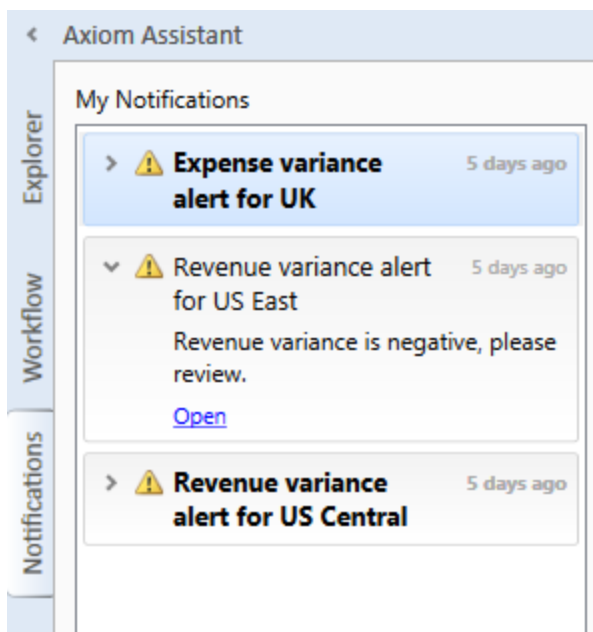 Axiom Assistant
Explorer
Workflow
Notifications
My Notifications
Expense variance 5 days ago
alert for UK
Revenue variance alert 5 days ago
for US East
Revenue variance is negative, please
review.
Open
Revenue variance 5 days ago
alert for US Central